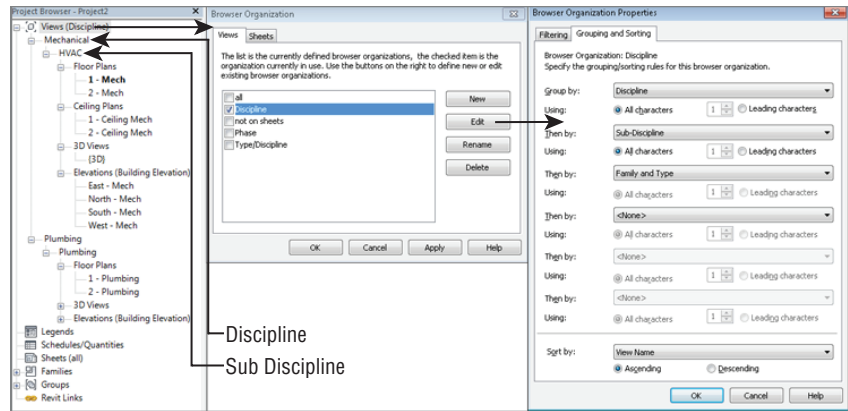 Project Browser - Project2
Views (Discipline)
Mechanical
HVAC
Floor Plans
1 - Mech
2 - Mech
Ceiling Plans
1 - Ceiling Mech
2 - Ceiling Mech
3D Views
{3D}
Elevations (Building Elevation)
East - Mech
North - Mech
South - Mech
West - Mech
Plumbing
Plumbing
Floor Plans
1 - Plumbing
2 - Plumbing
3D Views
Elevations (Building Elevation)
Legends
Schedules/Quantities
Sheets (all)
Families
Groups
Revit Links
Browser Organization
Views Sheets
The list is the currently defined browser organizations, the checked item is the
organization currently in use. Use the buttons on the right to define new or edit
existing browser organizations.
all
Discipline
not on sheets
Phase
Type/Discipline
New
Edit
Rename
Delete
OK Cancel Apply Help
Discipline
Sub Discipline
Browser Organization Properties
Filtering Grouping and Sorting
Browser Organization: Discipline
Specify the grouping/sorting rules for this browser organization.
Group by: Discipline
Using: All characters 1 Leading characters
Then by: Sub-Discipline
Using: All characters 1 Leading characters
Then by: Family and Type
Using: All characters 1 Leading characters
Then by: <None>
Using: All characters 1 Leading characters
Then by: <None>
Using: All characters 1 Leading characters
Then by: <None>
Using: All characters 1 Leading characters
Sort by: View Name
Ascending Descending
OK Cancel Help